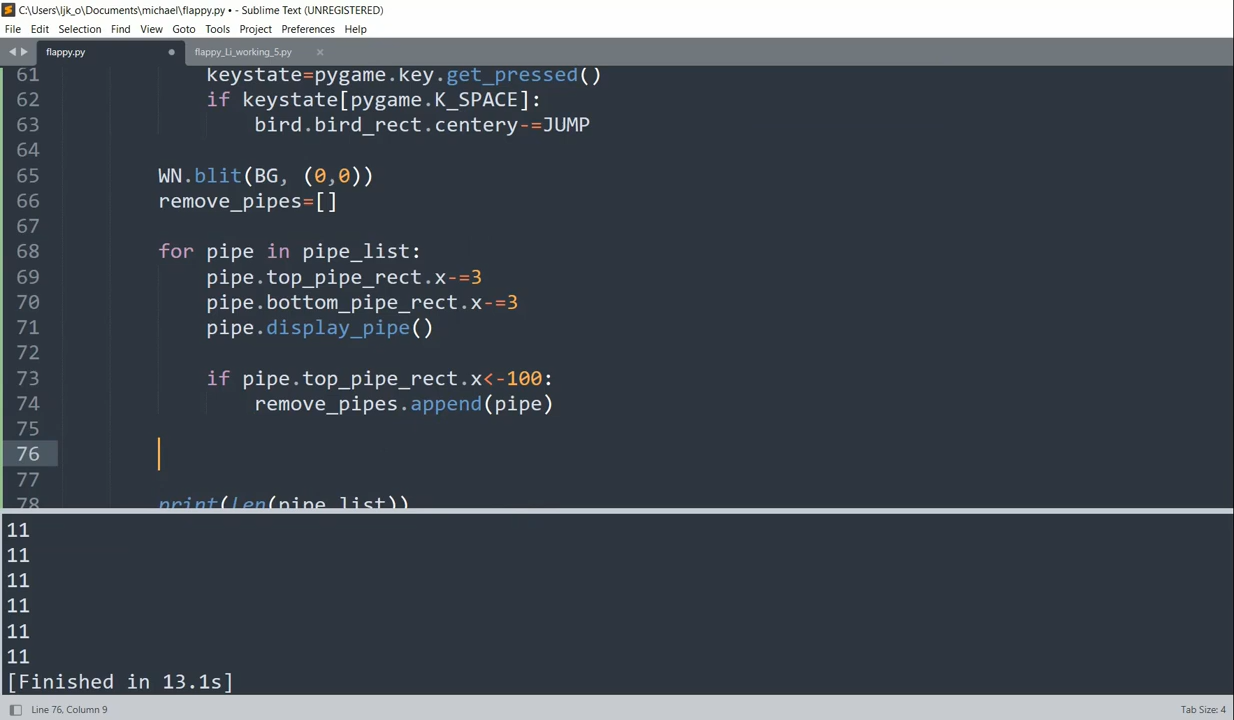 C:\Users\ljk_o\Documents\michael\flappy.py • - Sublime Text (UNREGISTERED)
File Edit Selection Find View Goto Tools Project Preferences Help
flappy.py flappy_Li_working_5.py
61 keystate=pygame.key.get_pressed()
62 if keystate[pygame.K_SPACE]:
63 bird.bird_rect.centery-=JUMP
64
65 WN.blit(BG, (0,0))
66 remove_pipes=[]
67
68 for pipe in pipe_list:
69 pipe.top_pipe_rect.x-=3
70 pipe.bottom_pipe_rect.x-=3
71 pipe.display_pipe()
72
73 if pipe.top_pipe_rect.x<-100:
74 remove_pipes.append(pipe)
75
76
77
78 print(len(pipe_list))
11
11
11
11
11
11
[Finished in 13.1s]
Line 76, Column 9 Tab Size: 4